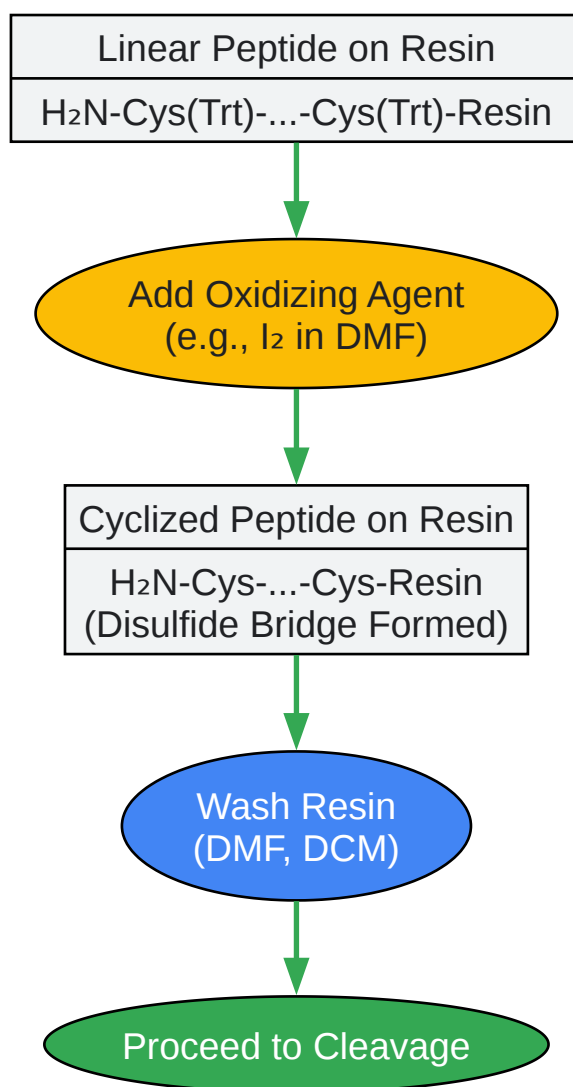 Linear Peptide on Resin
H₂N-Cys(Trt)-...-Cys(Trt)-Resin
Add Oxidizing Agent
(e.g., I₂ in DMF)
Cyclized Peptide on Resin
H₂N-Cys-...-Cys-Resin
(Disulfide Bridge Formed)
Wash Resin
(DMF, DCM)
Proceed to Cleavage